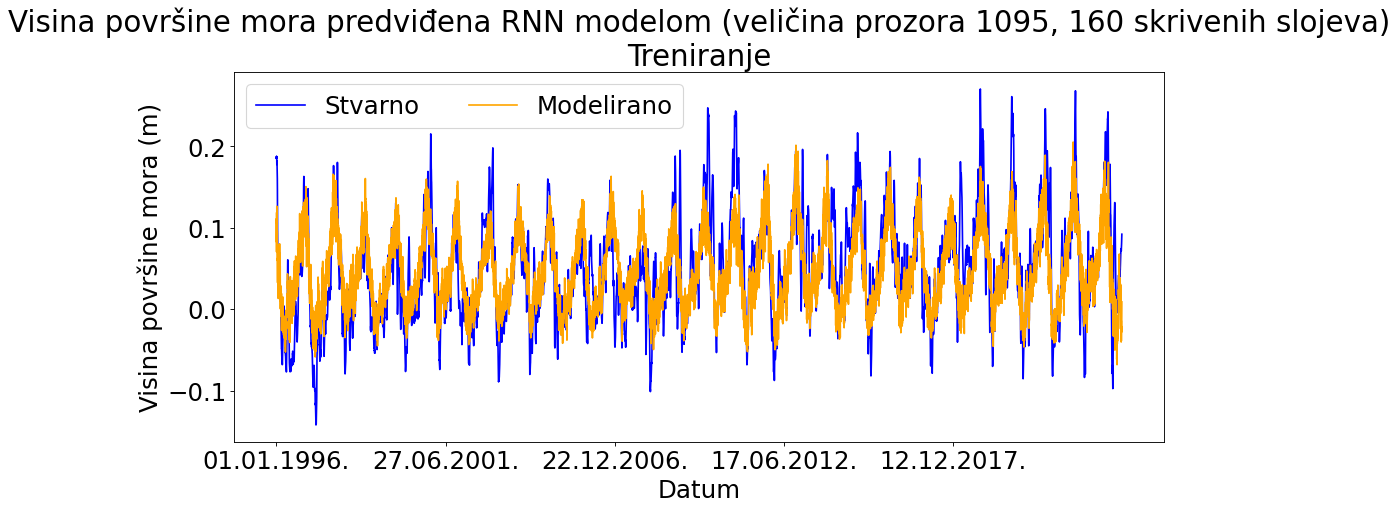 Visina površine mora predviđena RNN modelom (veličina prozora 1095, 160 skrivenih slojeva)
Treniranje
Stvarno Modelirano
Visina površine mora (m)
0.2
0.1
0.0
−0.1
01.01.1996. 27.06.2001. 22.12.2006. 17.06.2012. 12.12.2017.
Datum